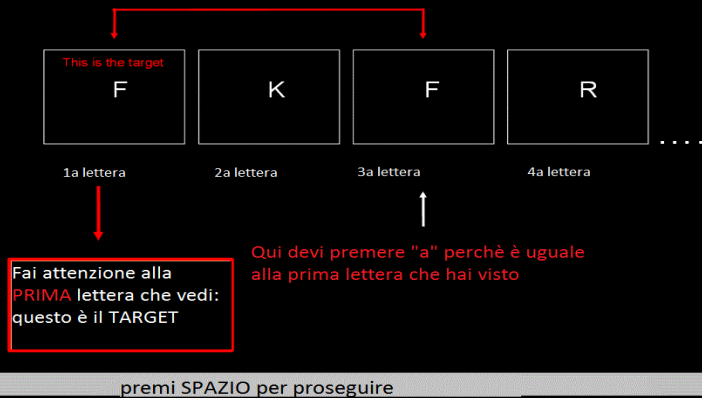 This is the target
F K F R
. . . .
1a lettera 2a lettera 3a lettera 4a lettera
Fai attenzione alla
PRIMA lettera che vedi:
questo è il TARGET
Qui devi premere "a" perchè è uguale
alla prima lettera che hai visto
premi SPAZIO per proseguire